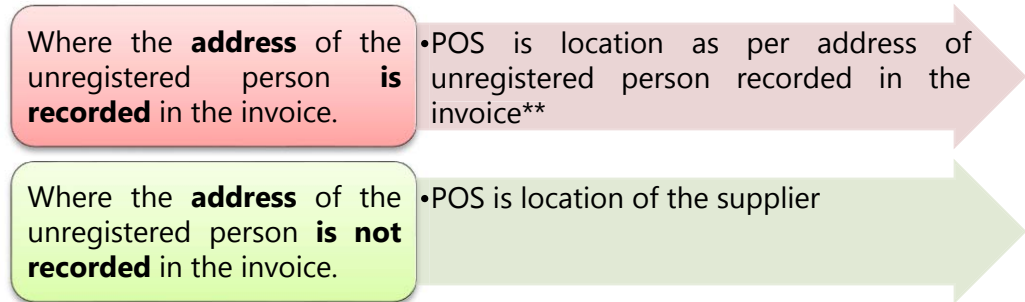 Where the address of the
unregistered person is
recorded in the invoice.
•POS is location as per address of
unregistered person recorded in the
invoice**
Where the address of the
unregistered person is not
recorded in the invoice.
•POS is location of the supplier